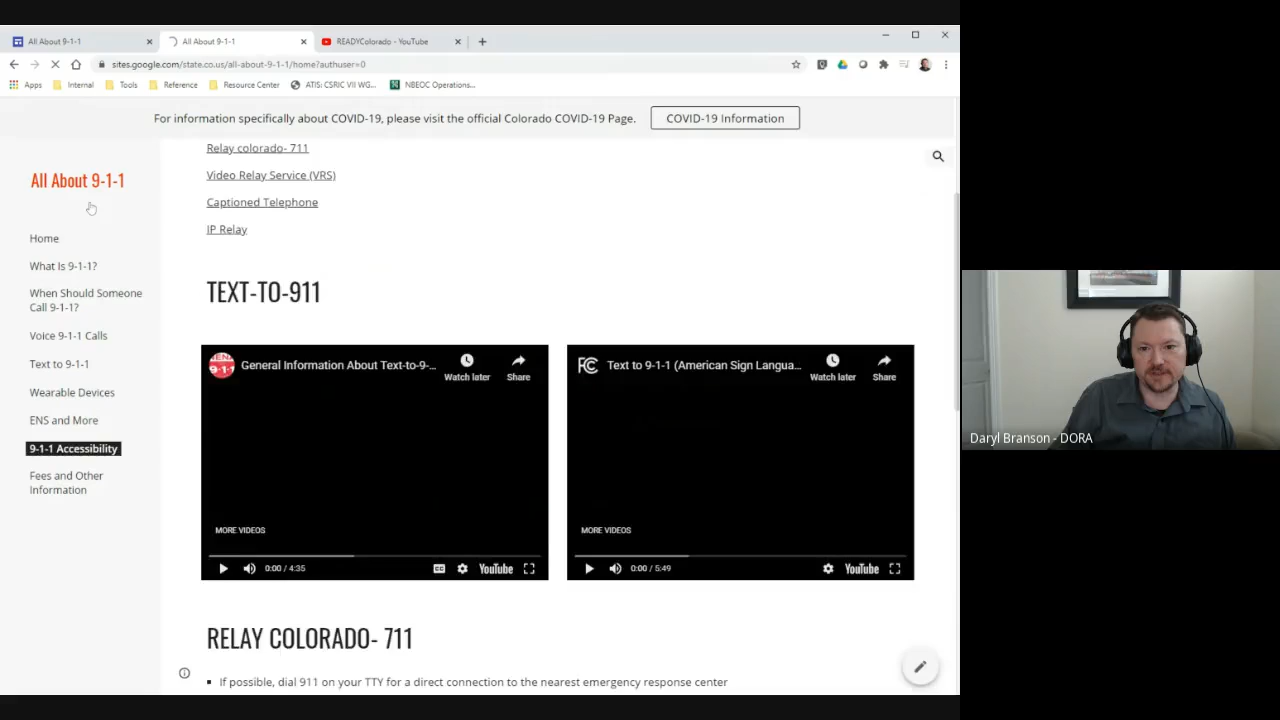 All About 9-1-1
All About 9-1-1
READYColorado - YouTube
sites.google.com/state.co.us/all-about-9-1-1/home?authuser=0
Apps
Internal
Tools
Reference
Resource Center
ATIS: CSRIC VII WG...
NBEOC Operations...
For information specifically about COVID-19, please visit the official Colorado COVID-19 Page.
COVID-19 Information
All About 9-1-1
Home
What Is 9-1-1?
When Should Someone
Call 9-1-1?
Voice 9-1-1 Calls
Text to 9-1-1
Wearable Devices
ENS and More
9-1-1 Accessibility
Fees and Other
Information
Relay colorado- 711
Video Relay Service (VRS)
Captioned Telephone
IP Relay
TEXT-TO-911
General Information About Text-to-9-...
Watch later
Share
MORE VIDEOS
0:00 / 4:35
YouTube
FC
Text to 9-1-1 (American Sign Langua...
Watch later
Share
MORE VIDEOS
0:00 / 5:49
YouTube
RELAY COLORADO- 711
If possible, dial 911 on your TTY for a direct connection to the nearest emergency response center
Daryl Branson - DORA